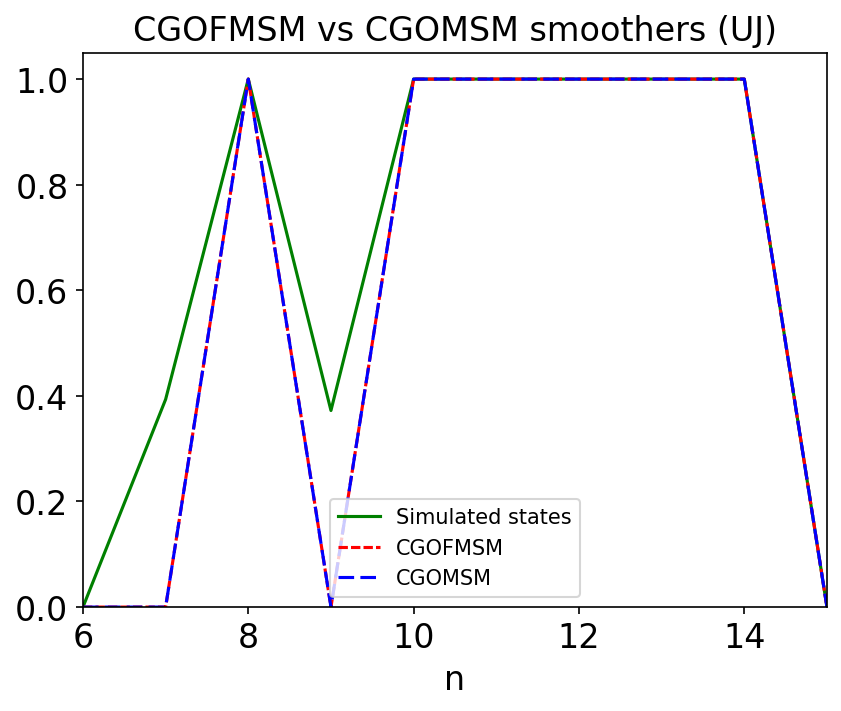 CGOFMSM vs CGOMSM smoothers (UJ)
1.0
0.8
0.6
0.4
0.2
0.0
Simulated states
CGOFMSM
CGOMSM
6 8 10 12 14
n